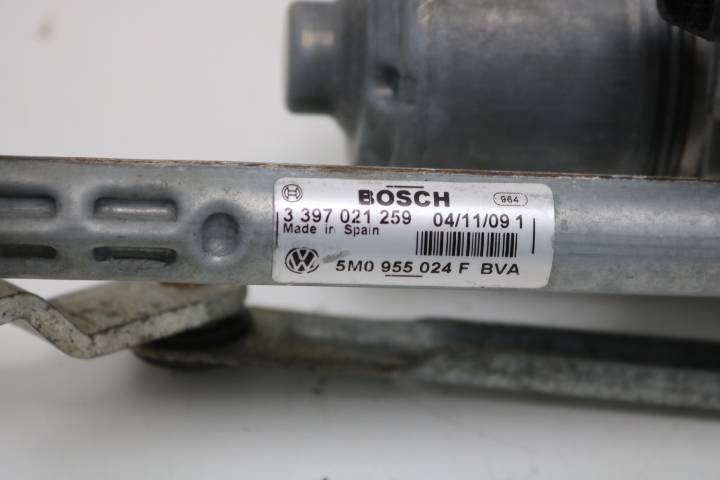 BOSCH 964
3 397 021 259 04/11/09 1
Made in Spain
5M0 955 024 F BVA